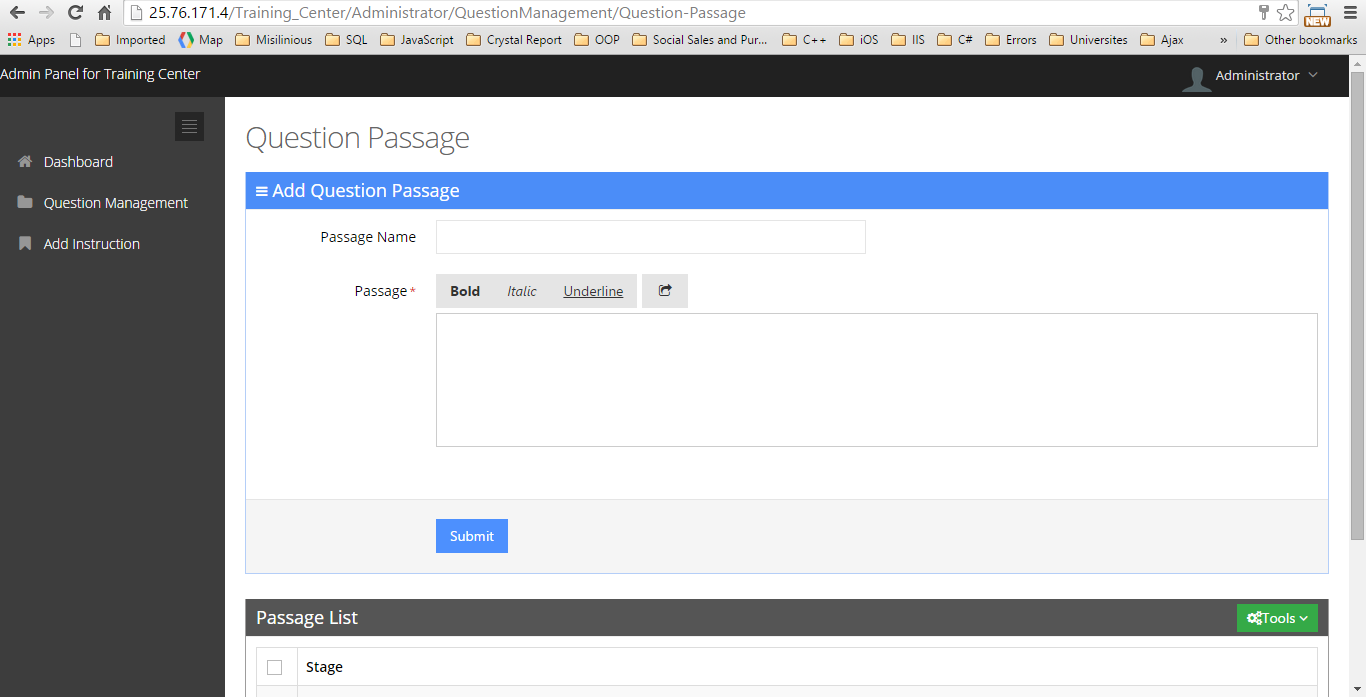 25.76.171.4/Training_Center/Administrator/QuestionManagement/Question-Passage
NEW
Apps Imported Map Misilinious SQL JavaScript Crystal Report OOP Social Sales and Pur... C++ iOS IIS C# Errors Universites Ajax » Other bookmarks
Admin Panel for Training Center Administrator
Question Passage
Dashboard
Question Management
Add Instruction
Add Question Passage
Passage Name
Passage* Bold Italic Underline
Submit
Passage List Tools
Stage